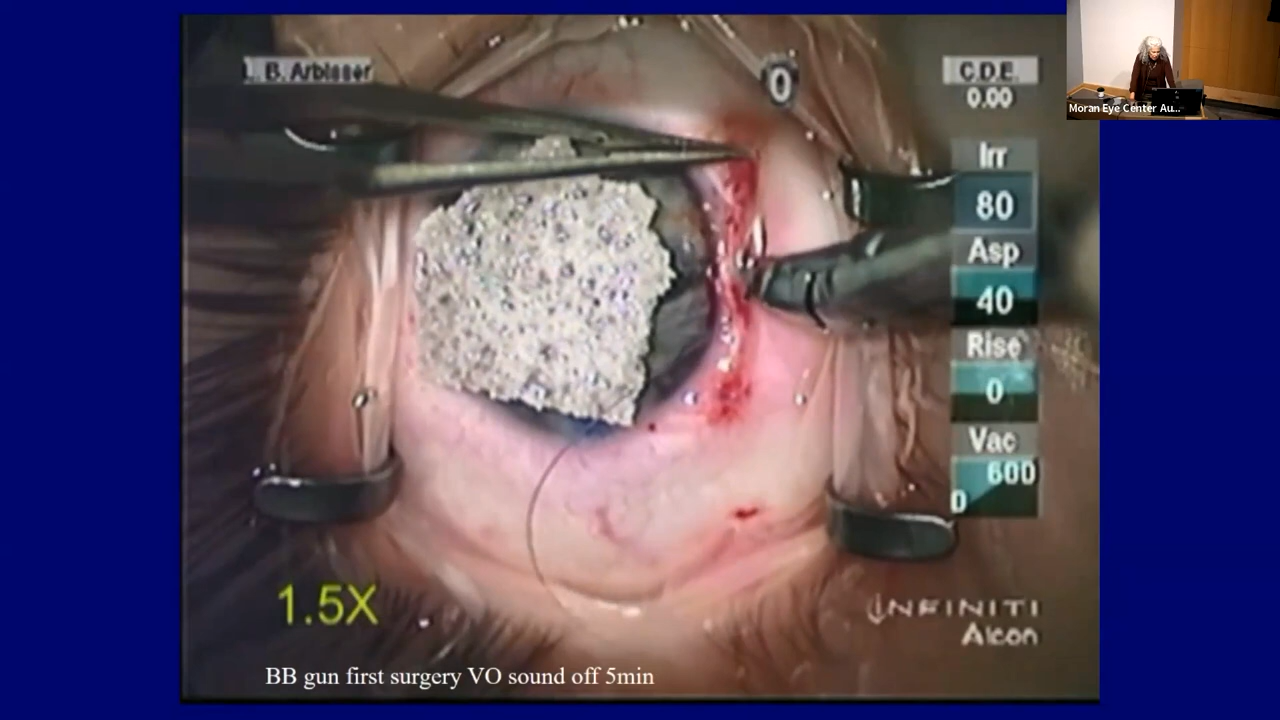 L. B. Arbisser
0
C.D.E.
0.00
Moran Eye Center Au...
Irr
80
Asp
40
Rise
0
Vac
600
0
1.5X
INFINITI
Alcon
BB gun first surgery VO sound off 5min